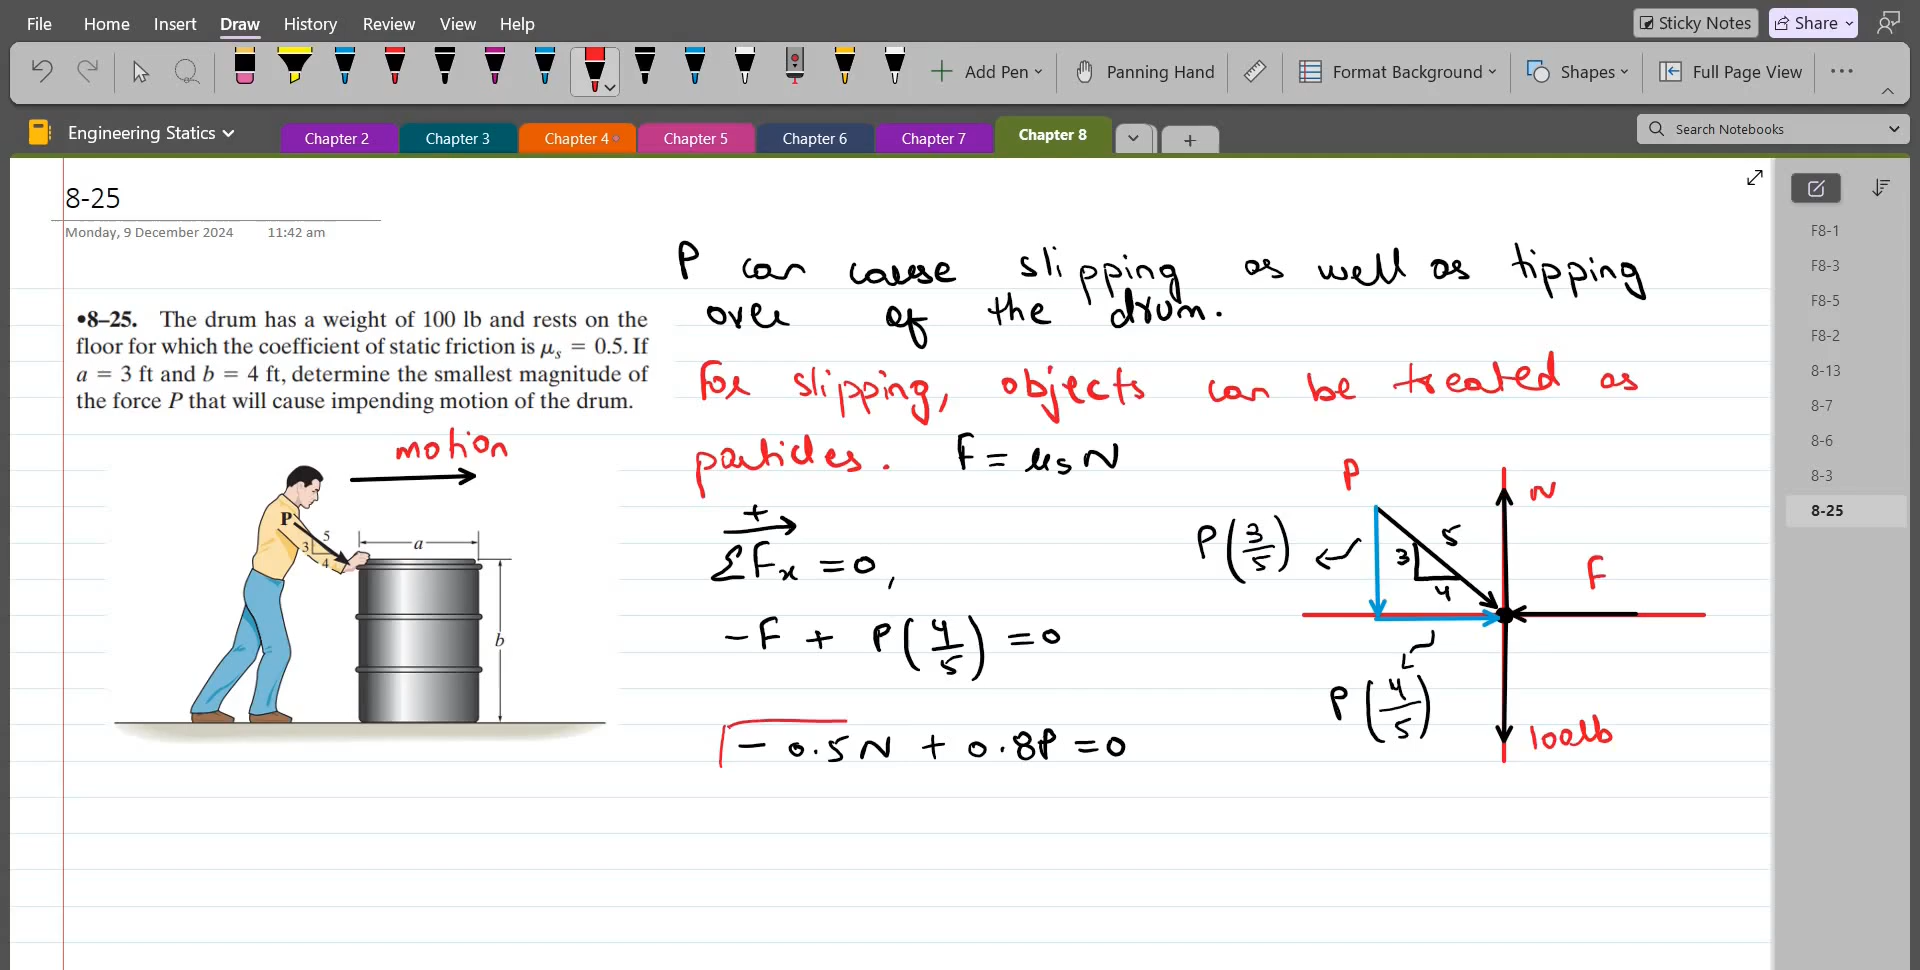 File Home Insert Draw History Review View Help Sticky Notes Share
Add Pen Panning Hand Format Background Shapes Full Page View
Engineering Statics Chapter 2 Chapter 3 Chapter 4 Chapter 5 Chapter 6 Chapter 7 Chapter 8 Search Notebooks
8-25
Monday, 9 December 2024 11:42 am
P can cause slipping as well as tipping
over of the drum.
•8–25. The drum has a weight of 100 lb and rests on the
floor for which the coefficient of static friction is μs = 0.5. If
a = 3 ft and b = 4 ft, determine the smallest magnitude of
the force P that will cause impending motion of the drum.
For slipping, objects can be treated as
particles. F = μs N
motion
P
5
3
4
a
b
+
ΣFx = 0,
- F + P(4/5) = 0
- 0.5N + 0.8P = 0
P
N
P(3/5)
5
3
4
F
P(4/5)
100lb
F8-1
F8-3
F8-5
F8-2
8-13
8-7
8-6
8-3
8-25